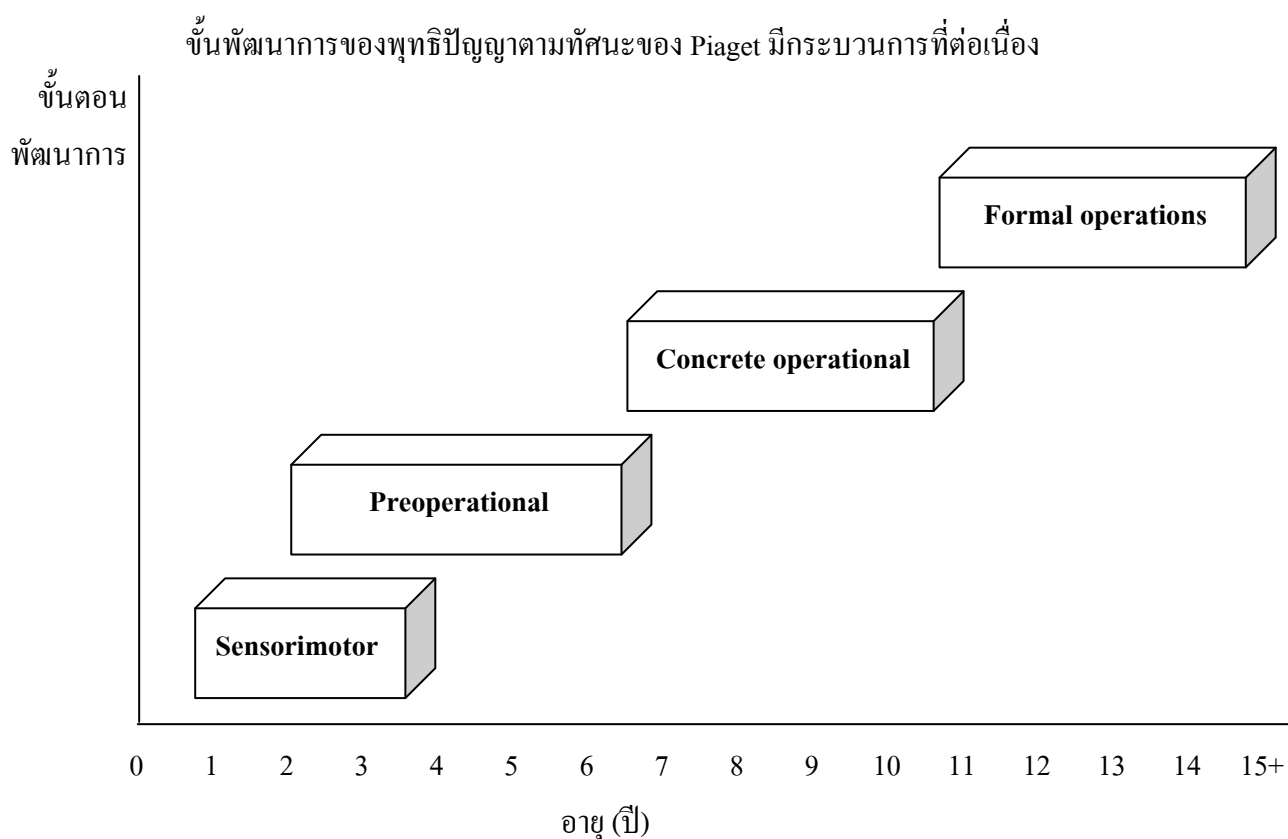 ขั้นพัฒนาการของพุทธิปัญญาตามทัศนะของ Piaget มีกระบวนการที่ต่อเนื่อง
ขั้นตอน
พัฒนาการ
Formal operations
Concrete operational
Preoperational
Sensorimotor
0 1 2 3 4 5 6 7 8 9 10 11 12 13 14 15+
อายุ (ปี)